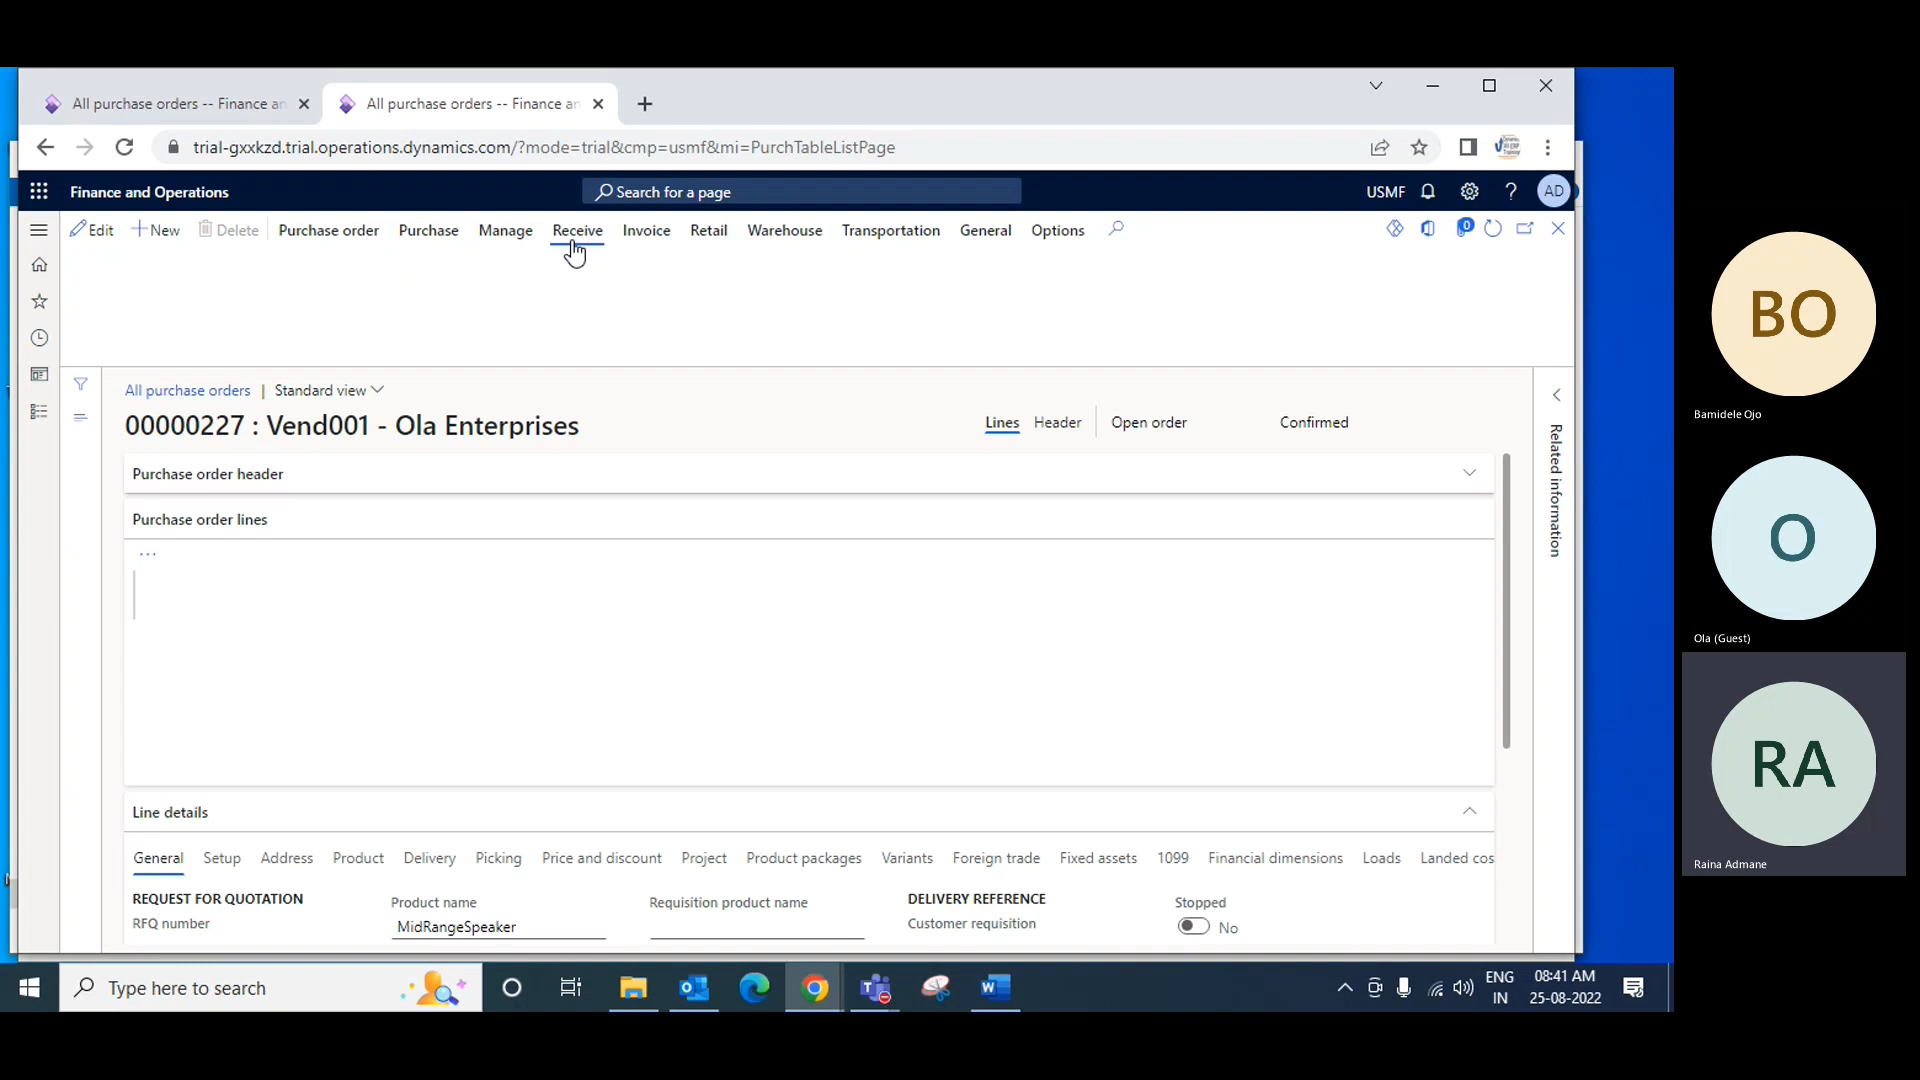 All purchase orders -- Finance an
All purchase orders -- Finance an
trial-gxxkzd.trial.operations.dynamics.com/?mode=trial&cmp=usmf&mi=PurchTableListPage
Finance and Operations
Search for a page
USMF
AD
Edit
New
Delete
Purchase order
Purchase
Manage
Receive
Invoice
Retail
Warehouse
Transportation
General
Options
0
All purchase orders | Standard view
00000227 : Vend001 - Ola Enterprises
Lines
Header
Open order
Confirmed
Related information
Purchase order header
Purchase order lines
...
Line details
General
Setup
Address
Product
Delivery
Picking
Price and discount
Project
Product packages
Variants
Foreign trade
Fixed assets
1099
Financial dimensions
Loads
Landed cos
REQUEST FOR QUOTATION
RFQ number
Product name
MidRangeSpeaker
Requisition product name
DELIVERY REFERENCE
Customer requisition
Stopped
No
Type here to search
ENG
IN
08:41 AM
25-08-2022
BO
Bamidele Ojo
O
Ola (Guest)
RA
Raina Admane